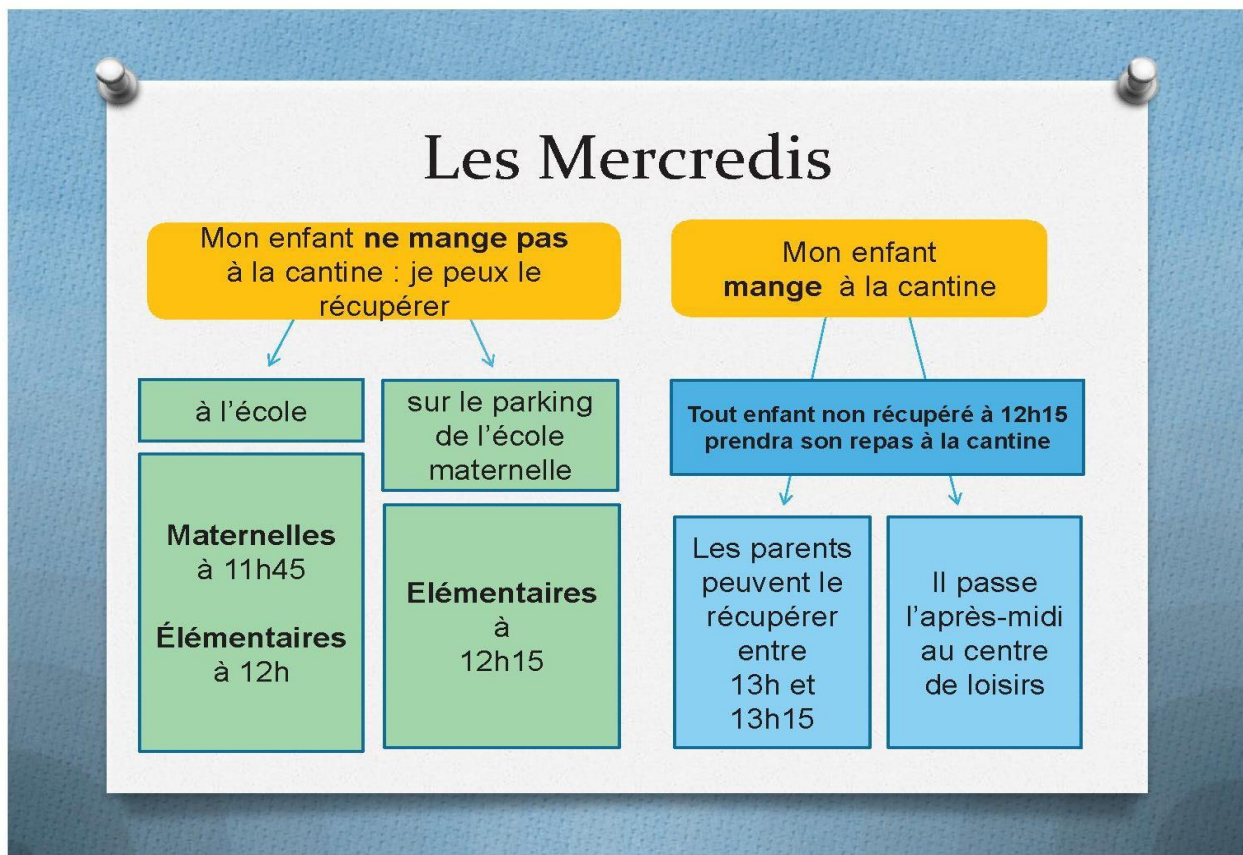 Les Mercredis
Mon enfant ne mange pas
à la cantine : je peux le
récupérer
à l'école
Maternelles
à 11h45
Élémentaires
à 12h
sur le parking
de l'école
maternelle
Elémentaires
à
12h15
Mon enfant
mange à la cantine
Tout enfant non récupéré à 12h15
prendra son repas à la cantine
Les parents
peuvent le
récupérer
entre
13h et
13h15
Il passe
l'après-midi
au centre
de loisirs